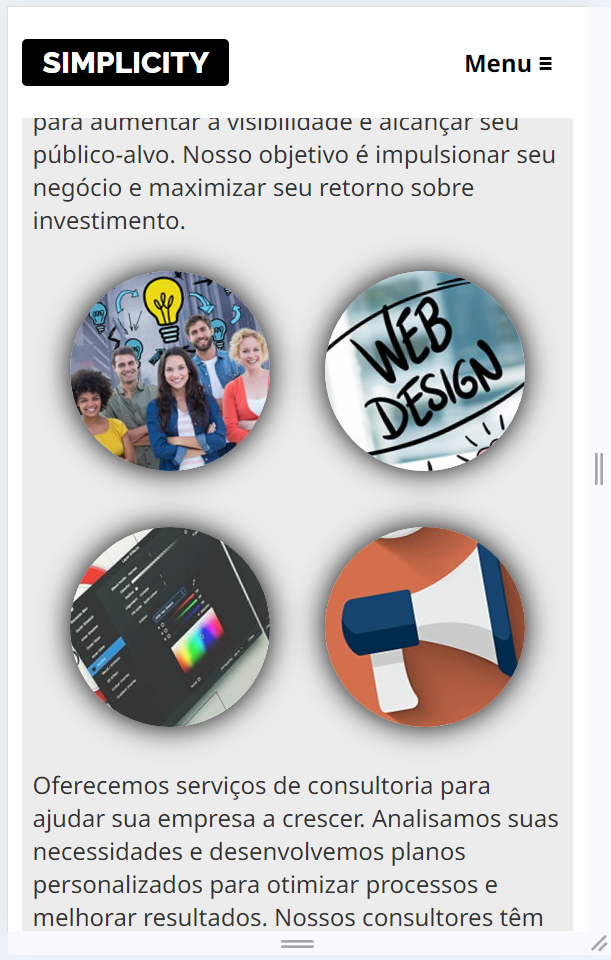 SIMPLICITY
Menu ≡
para aumentar a visibilidade e alcançar seu
público-alvo. Nosso objetivo é impulsionar seu
negócio e maximizar seu retorno sobre
investimento.
WEB
DESIGN
Oferecemos serviços de consultoria para
ajudar sua empresa a crescer. Analisamos suas
necessidades e desenvolvemos planos
personalizados para otimizar processos e
melhorar resultados. Nossos consultores têm